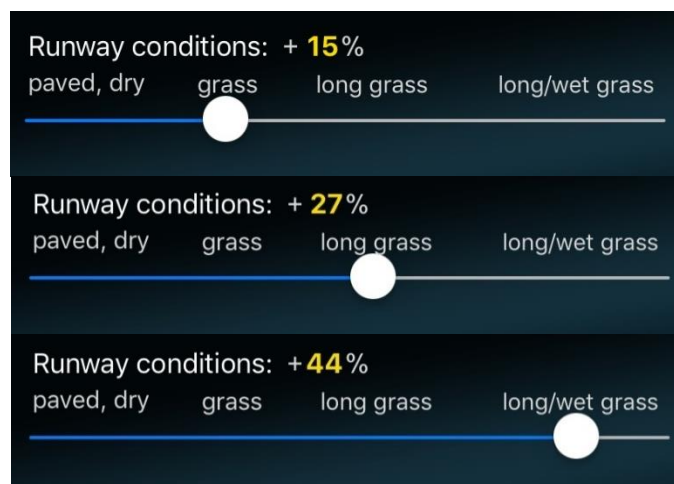 Runway conditions: + 15%
paved, dry grass long grass long/wet grass
Runway conditions: + 27%
paved, dry grass long grass long/wet grass
Runway conditions: +44%
paved, dry grass long grass long/wet grass